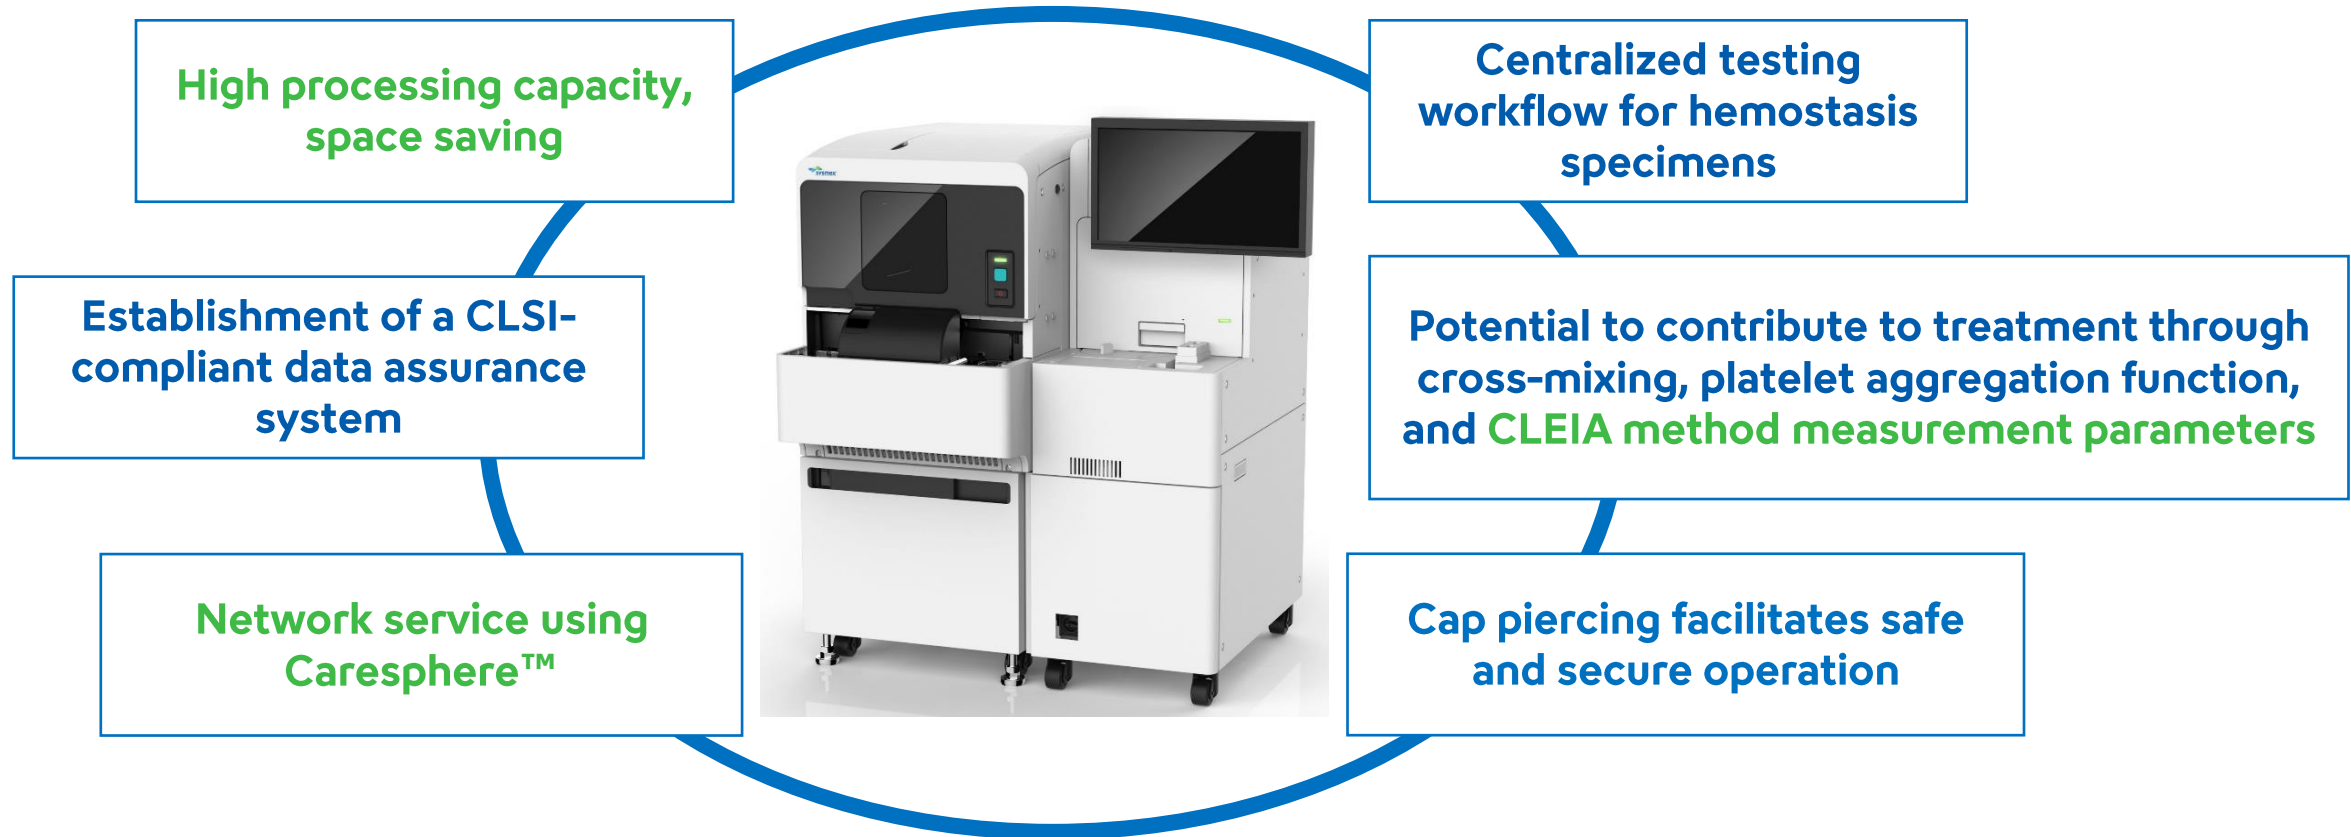 High processing capacity,
space saving
Centralized testing
workflow for hemostasis
specimens
sysmex
Establishment of a CLSI-
compliant data assurance
system
Potential to contribute to treatment through
cross-mixing, platelet aggregation function,
and CLEIA method measurement parameters
Network service using
Caresphere™
Cap piercing facilitates safe
and secure operation